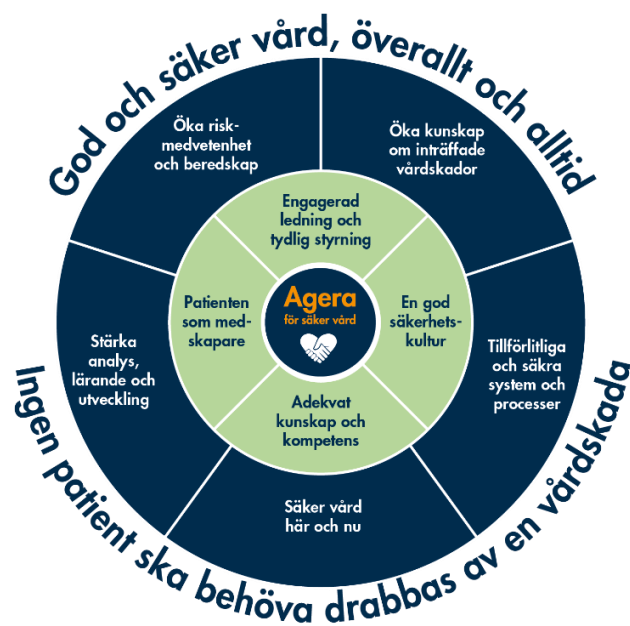 God och säker vård, överallt och alltid
Öka risk-
medvetenhet
och beredskap
Öka kunskap
om inträffade
vårdskador
Engagerad
ledning och
tydlig styrning
Patienten
som med-
skapare
Agera
för säker vård
En god
säkerhets-
kultur
Stärka
analys,
lärande och
utveckling
Tillförlitliga
och säkra
system och
processer
Adekvat
kunskap och
kompetens
Säker vård
här och nu
Ingen patient ska behöva drabbas av en vårdskada